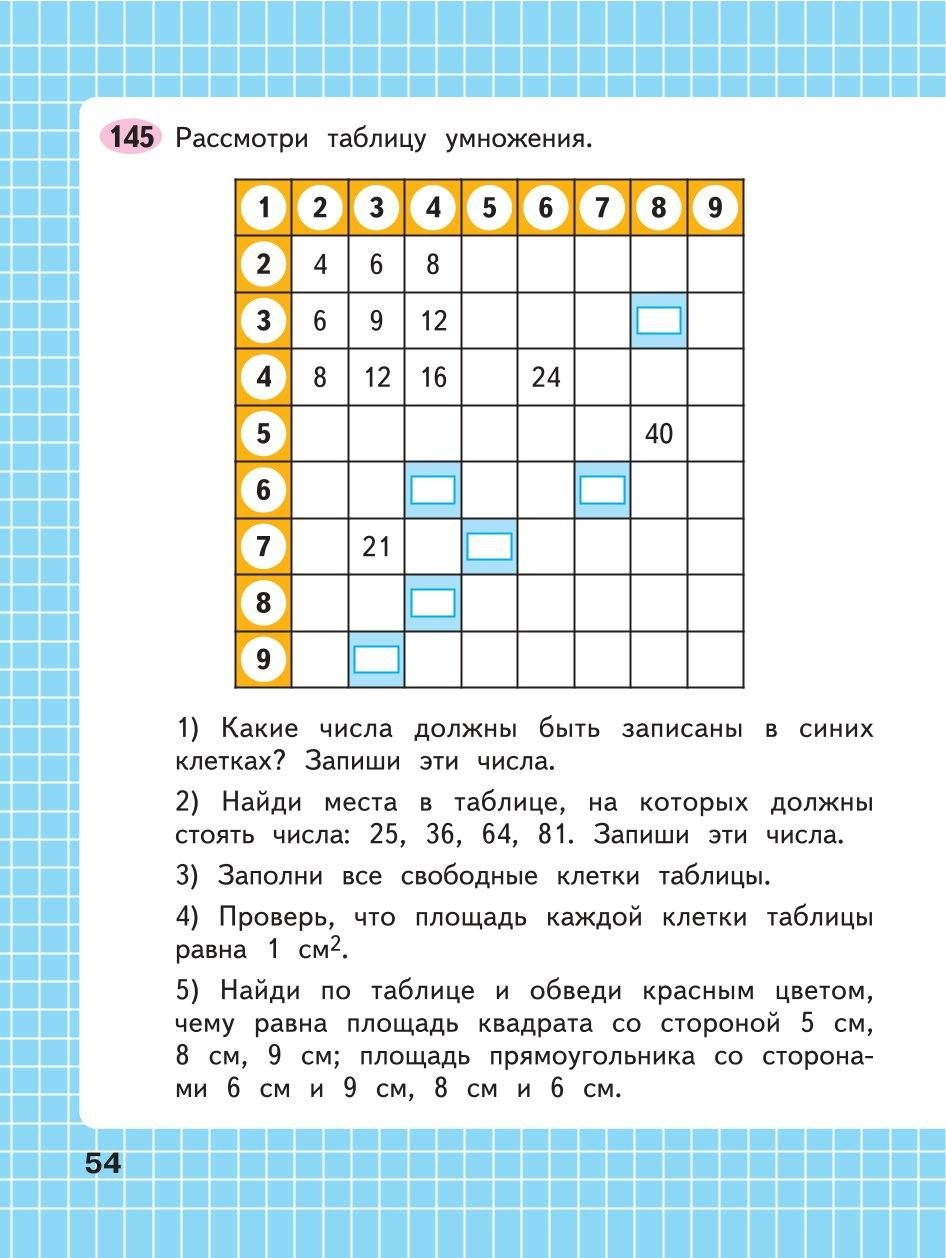 145 Рассмотри таблицу умножения.
1 2 3 4 5 6 7 8 9
2 4 6 8
3 6 9 12
4 8 12 16 24
5 40
6
7 21
8
9
1) Какие числа должны быть записаны в синих
клетках? Запиши эти числа.
2) Найди места в таблице, на которых должны
стоять числа: 25, 36, 64, 81. Запиши эти числа.
3) Заполни все свободные клетки таблицы.
4) Проверь, что площадь каждой клетки таблицы
равна 1 см².
5) Найди по таблице и обведи красным цветом,
чему равна площадь квадрата со стороной 5 см,
8 см, 9 см; площадь прямоугольника со сторона-
ми 6 см и 9 см, 8 см и 6 см.
54